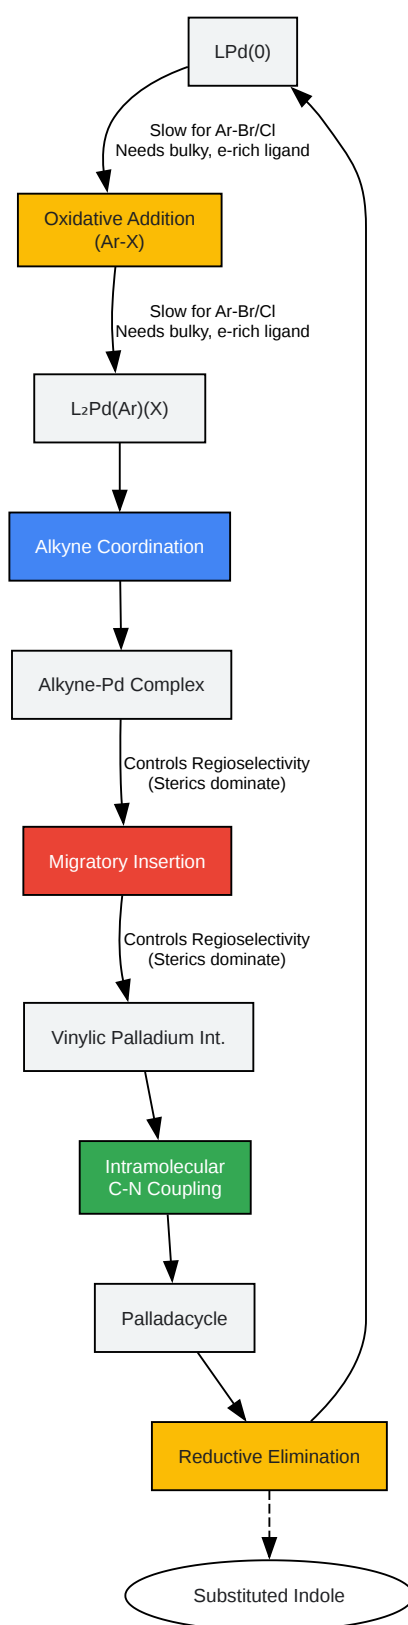 LPd(0)
Slow for Ar-Br/Cl
Needs bulky, e-rich ligand
Oxidative Addition
(Ar-X)
Slow for Ar-Br/Cl
Needs bulky, e-rich ligand
L₂Pd(Ar)(X)
Alkyne Coordination
Alkyne-Pd Complex
Controls Regioselectivity
(Sterics dominate)
Migratory Insertion
Controls Regioselectivity
(Sterics dominate)
Vinylic Palladium Int.
Intramolecular
C-N Coupling
Palladacycle
Reductive Elimination
Substituted Indole